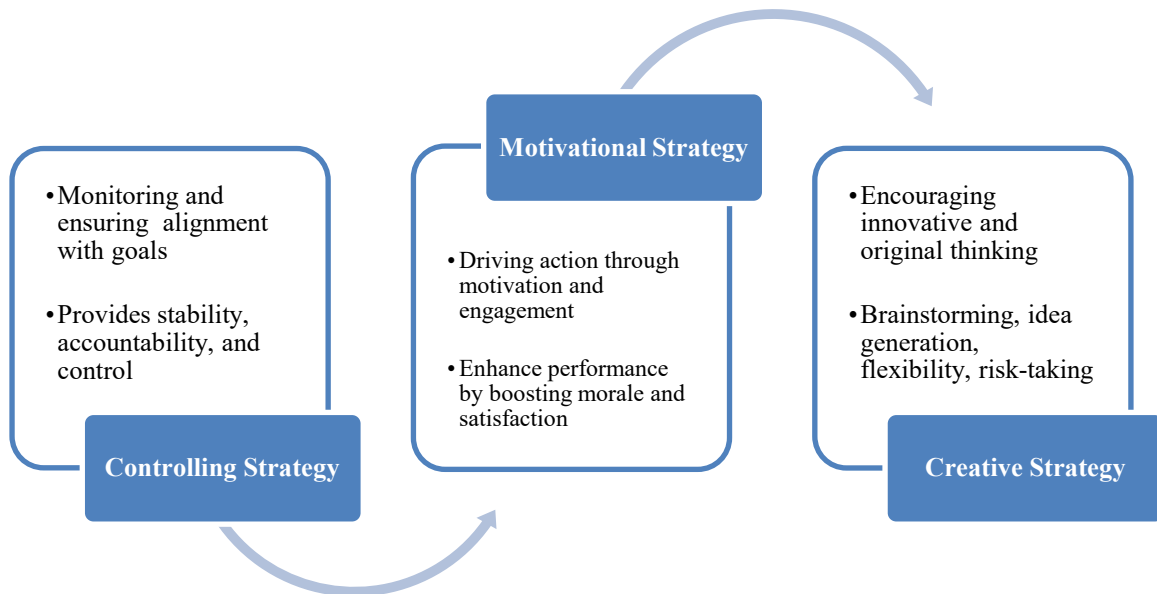 •Monitoring and
ensuring alignment
with goals
•Provides stability,
accountability, and
control
Controlling Strategy
Motivational Strategy
•Driving action through
motivation and
engagement
•Enhance performance
by boosting morale and
satisfaction
•Encouraging
innovative and
original thinking
•Brainstorming, idea
generation,
flexibility, risk-taking
Creative Strategy